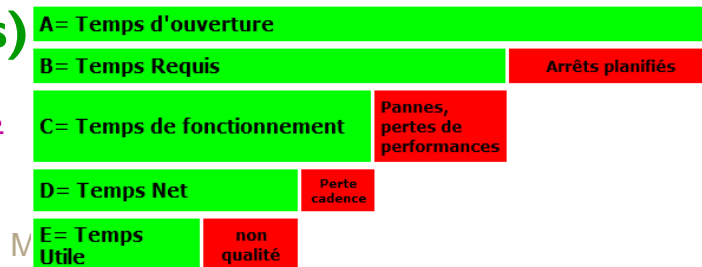 s)
A= Temps d'ouverture
B= Temps Requis
Arrêts planifiés
C= Temps de fonctionnement
Pannes,
pertes de
performances
D= Temps Net
Perte
cadence
E= Temps
Utile
non
qualité
M